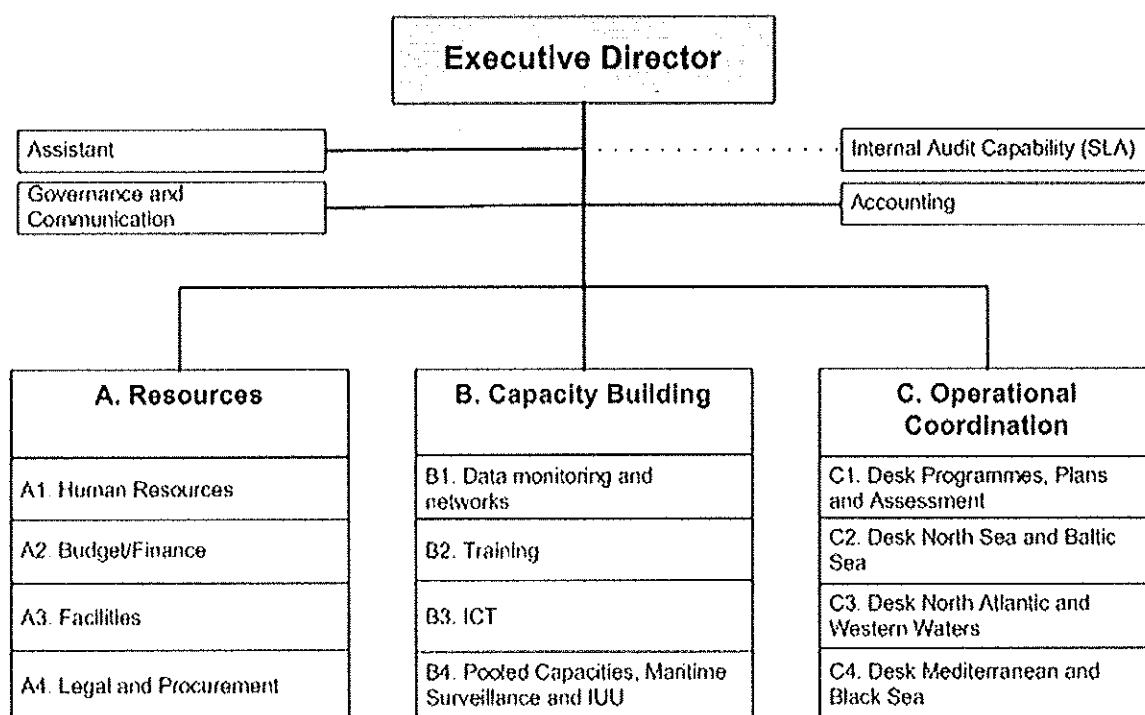 Executive Director
Assistant
Internal Audit Capability (SLA)
Governance and
Communication
Accounting
A. Resources
A1. Human Resources
A2. Budget/Finance
A3. Facilities
A4. Legal and Procurement
B. Capacity Building
B1. Data monitoring and
networks
B2. Training
B3. ICT
B4. Pooled Capacities, Maritime
Surveillance and IUU
C. Operational
Coordination
C1. Desk Programmes, Plans
and Assessment
C2. Desk North Sea and Baltic
Sea
C3. Desk North Atlantic and
Western Waters
C4. Desk Mediterranean and
Black Sea